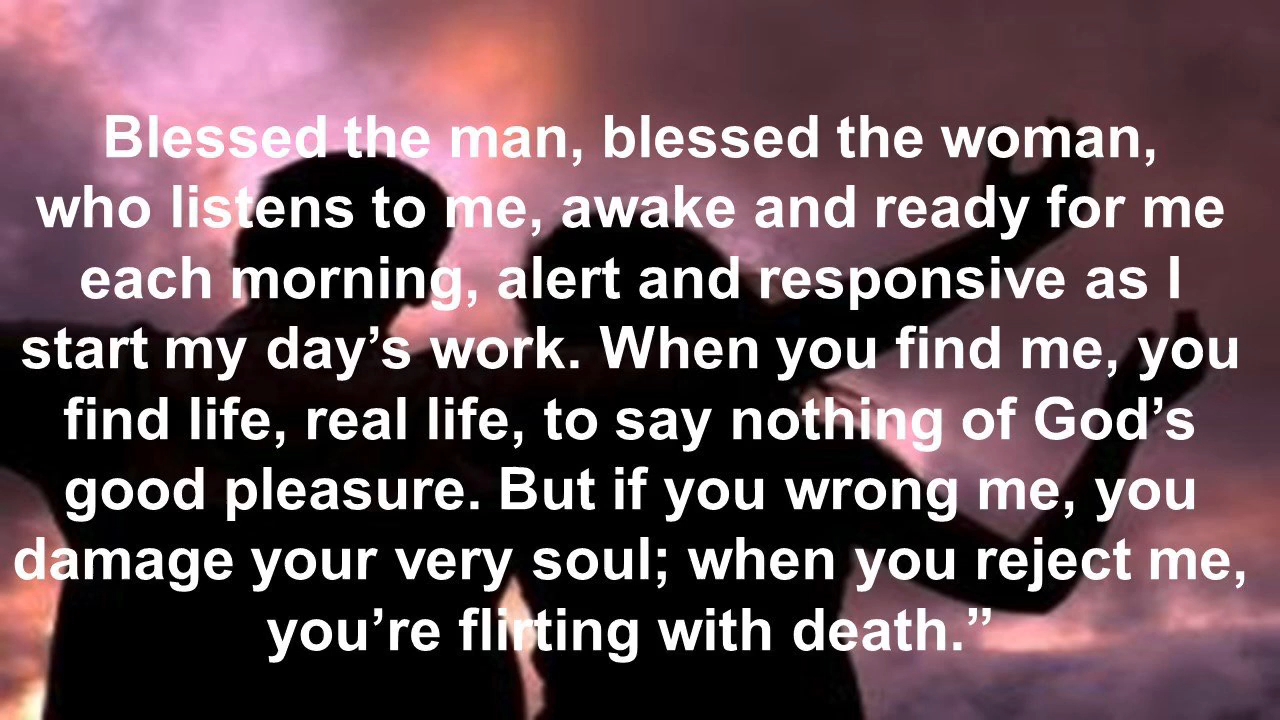 Blessed the man, blessed the woman,
who listens to me, awake and ready for me
each morning, alert and responsive as I
start my day’s work. When you find me, you
find life, real life, to say nothing of God’s
good pleasure. But if you wrong me, you
damage your very soul; when you reject me,
you’re flirting with death.”